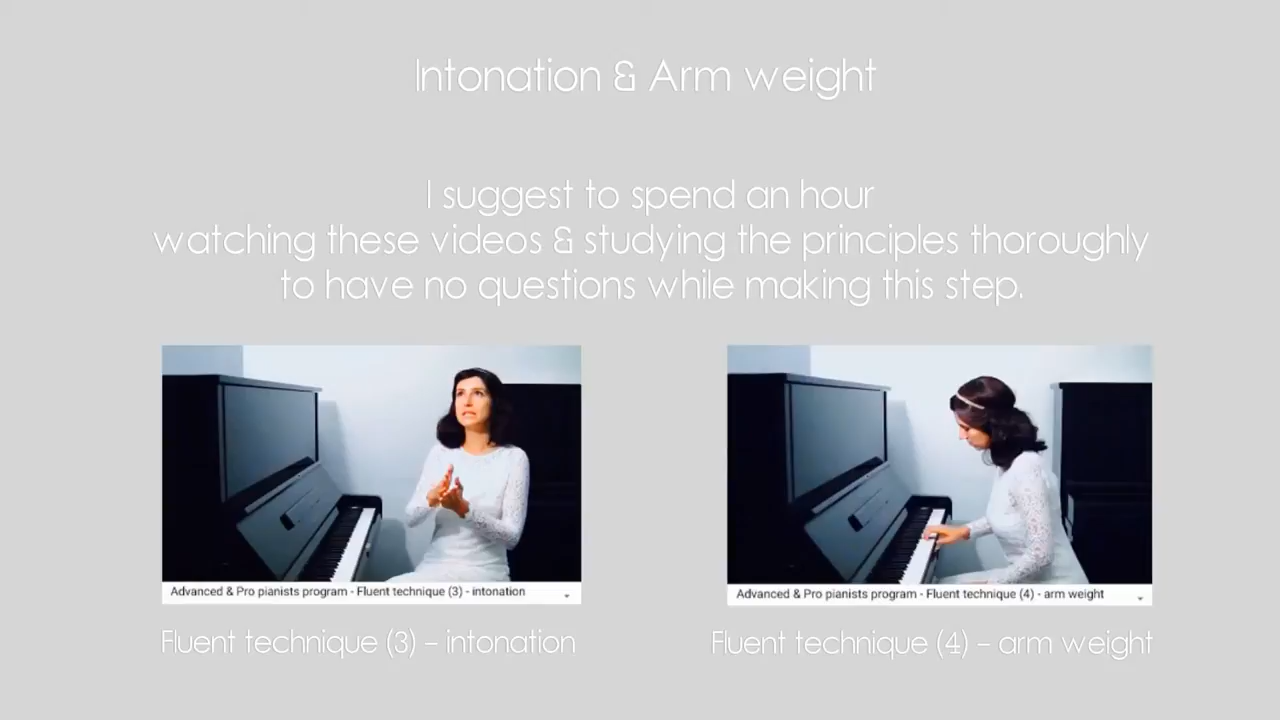 Intonation & Arm weight
I suggest to spend an hour
watching these videos & studying the principles thoroughly
to have no questions while making this step.
Advanced & Pro pianists program - Fluent technique (3) - intonation
Advanced & Pro pianists program - Fluent technique (4) - arm weight
Fluent technique (3) – intonation
Fluent technique (4) – arm weight